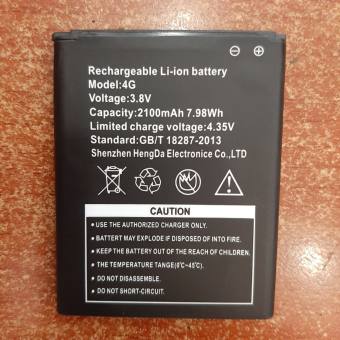 Rechargeable Li-ion battery
Model:4G
Voltage:3.8V
Capacity:2100mAh 7.98Wh
Limited charge voltage:4.35V
Standard:GB/T 18287-2013
Shenzhen HengDa Electronice Co.,LTD
CAUTION
• USE THE AUTHORIZED CHARGER ONLY.
• BATTERY MAY EXPLODE IF DISPOSED OF INTO FIRE.
• KEEP THE BATTERY OUT OF THE REACH OF CHILDREN.
• THE TEMPERATURE TANGE(0°C~45°C).
• DO NOT DISASSEMBLE.
• DO NOT SHORT-CIRCUIT.